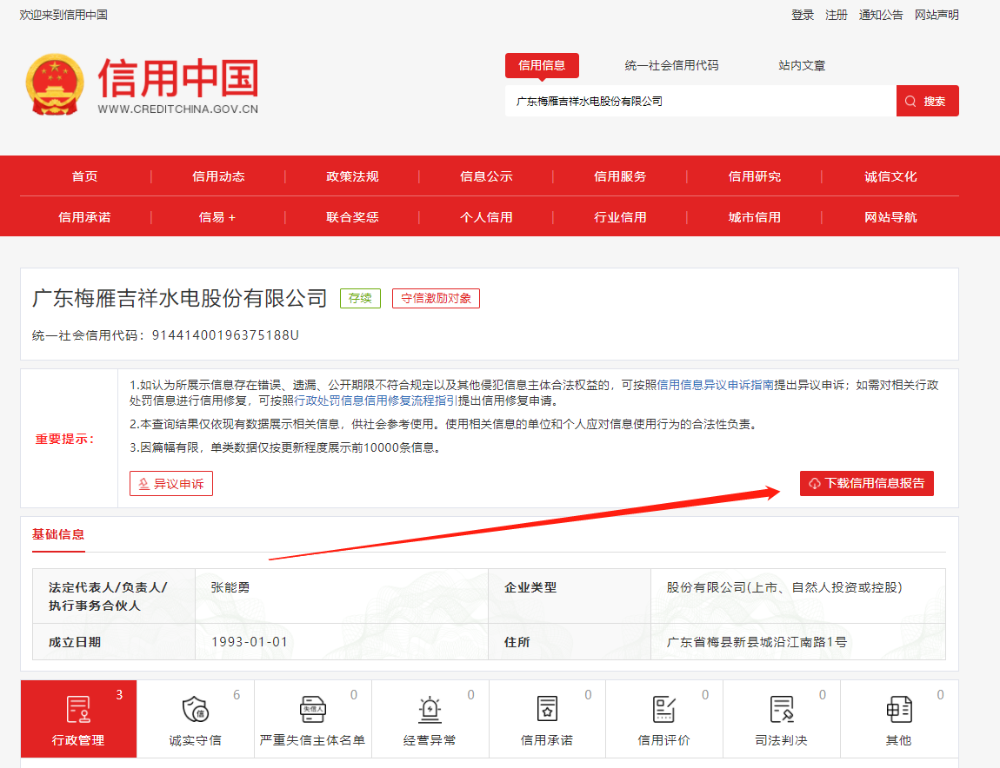 欢迎来到信用中国
登录 注册 通知公告 网站声明
信用中国
WWW.CREDITCHINA.GOV.CN
信用信息 统一社会信用代码 站内文章
广东梅雁吉祥水电股份有限公司 搜索
首页 信用动态 政策法规 信息公示 信用服务 信用研究 诚信文化
信用承诺 信易 + 联合奖惩 个人信用 行业信用 城市信用 网站导航
广东梅雁吉祥水电股份有限公司 存续 守信激励对象
统一社会信用代码：91441400196375188U
重要提示：
1.如认为所展示信息存在错误、遗漏、公开期限不符合规定以及其他侵犯信息主体合法权益的，可按照信用信息异议申诉指南提出异议申诉；如需对相关行政
处罚信息进行信用修复，可按照行政处罚信息信用修复流程指引提出信用修复申请。
2.本查询结果仅依现有数据展示相关信息，供社会参考使用。使用相关信息的单位和个人应对信息使用行为的合法性负责。
3.因篇幅有限，单类数据仅按更新程度展示前10000条信息。
异议申诉 下载信用信息报告
基础信息
法定代表人/负责人/
执行事务合伙人
张能勇
企业类型
股份有限公司(上市、自然人投资或控股)
成立日期 1993-01-01 住所 广东省梅县新县城沿江南路1号
3 6 0 0 0 0 0 0
失信人 信
行政管理 诚实守信 严重失信主体名单 经营异常 信用承诺 信用评价 司法判决 其他